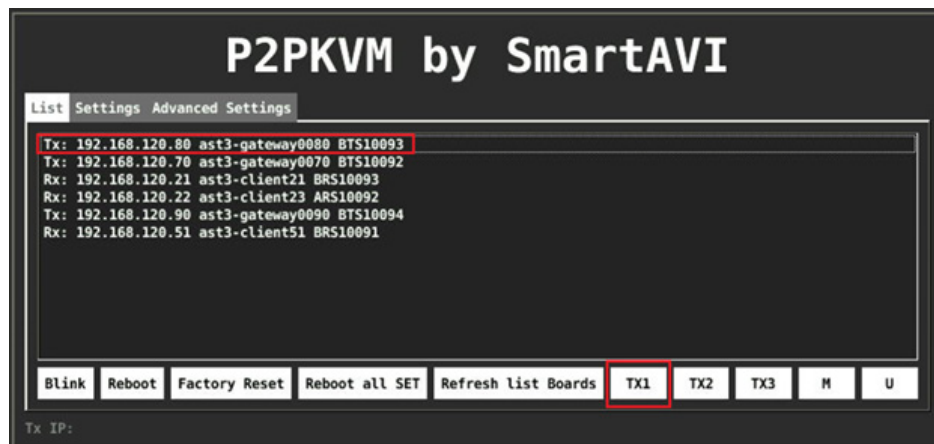 P2PKVM by SmartAVI
List Settings Advanced Settings
Tx: 192.168.120.80 ast3-gateway0080 BTS10093
Tx: 192.168.120.70 ast3-gateway0070 BTS10092
Rx: 192.168.120.21 ast3-client21 BRS10093
Rx: 192.168.120.22 ast3-client23 ARS10092
Tx: 192.168.120.90 ast3-gateway0090 BTS10094
Rx: 192.168.120.51 ast3-client51 BRS10091
Blink Reboot Factory Reset Reboot all SET Refresh list Boards TX1 TX2 TX3 M U
Tx IP: